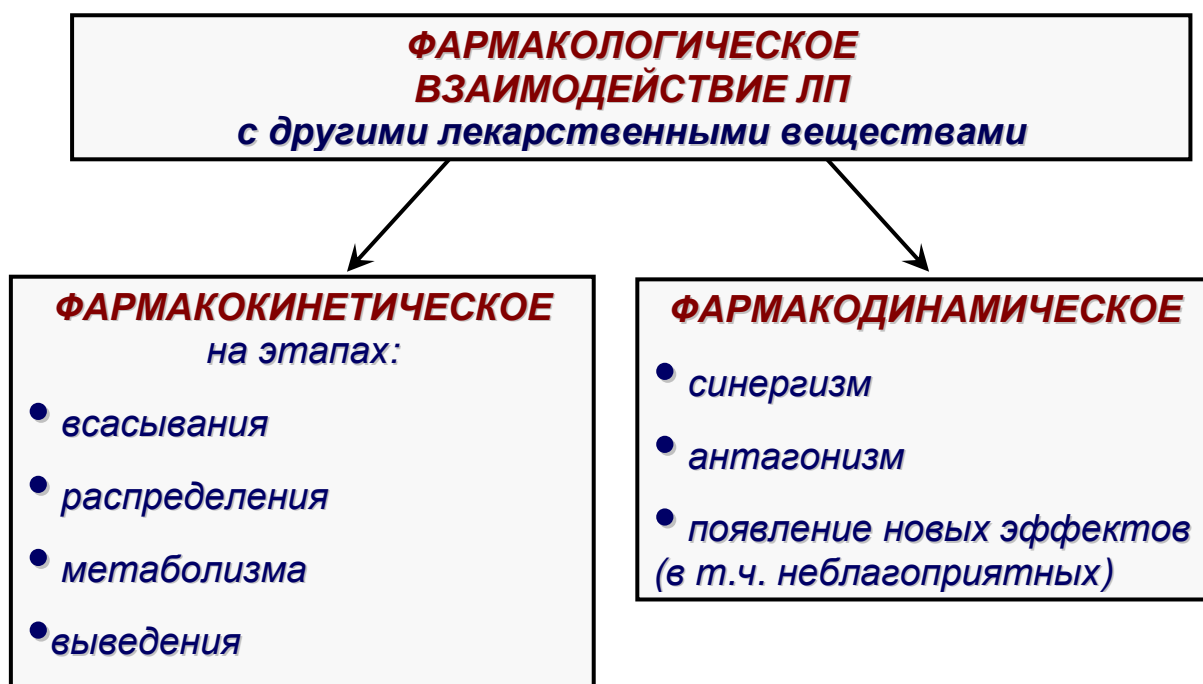 ФАРМАКОЛОГИЧЕСКОЕ
ВЗАИМОДЕЙСТВИЕ ЛП
с другими лекарственными веществами
ФАРМАКОКИНЕТИЧЕСКОЕ
на этапах:
• всасывания
• распределения
• метаболизма
•выведения
ФАРМАКОДИНАМИЧЕСКОЕ
• синергизм
• антагонизм
• появление новых эффектов
(в т.ч. неблагоприятных)